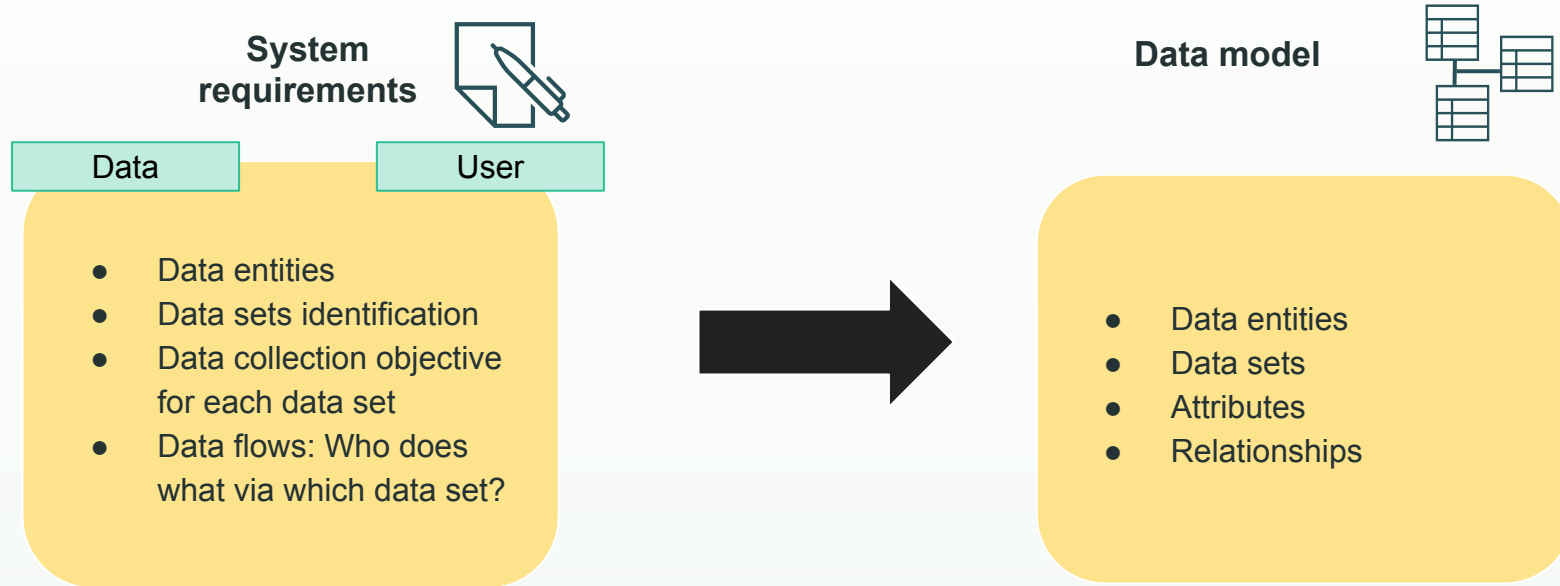 System
requirements
Data model
Data
User
● Data entities
● Data sets identification
● Data collection objective
for each data set
● Data flows: Who does
what via which data set?
● Data entities
● Data sets
● Attributes
● Relationships